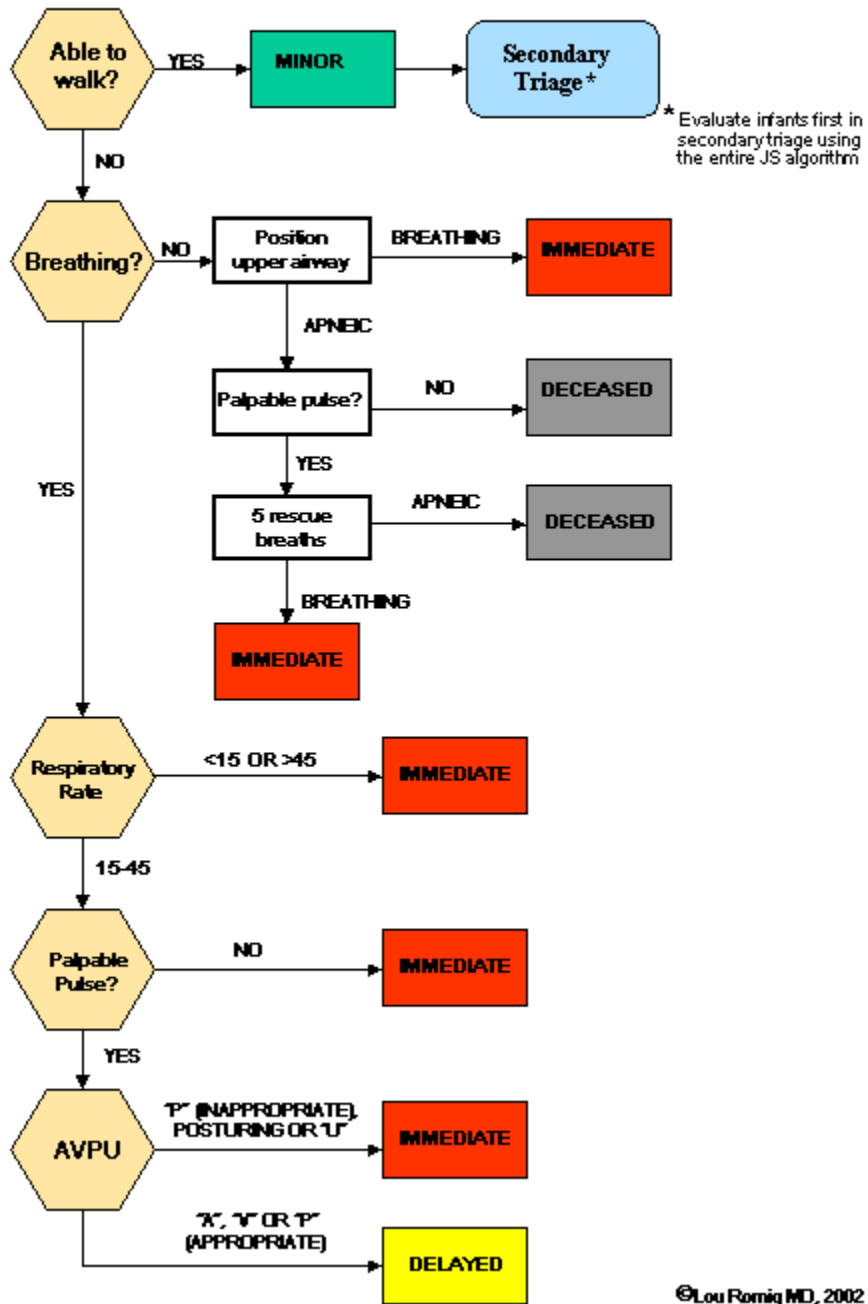 Able to
walk?
YES
MINOR
Secondary
Triage*
* Evaluate infants first in
secondary triage using
the entire JS algorithm
NO
Breathing?
NO
Position
upper airway
BREATHING
IMMEDIATE
APNEIC
Palpable pulse?
NO
DECEASED
YES
YES
5 rescue
breaths
APNEIC
DECEASED
BREATHING
IMMEDIATE
Respiratory
Rate
<15 OR >45
IMMEDIATE
15-45
Palpable
Pulse?
NO
IMMEDIATE
YES
AVPU
"P" (INAPPROPRIATE),
POSTURING OR "U"
IMMEDIATE
"A", "V" OR "P"
(APPROPRIATE)
DELAYED
©Lou Romig MD, 2002